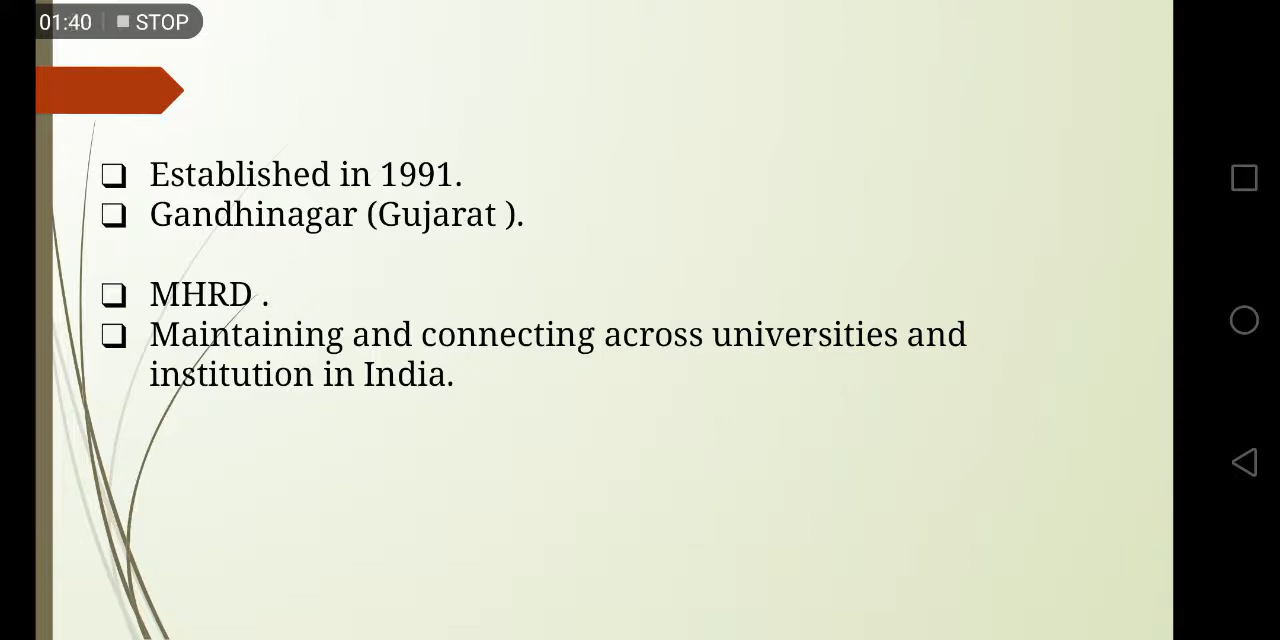 01:40 STOP
❑ Established in 1991.
❑ Gandhinagar (Gujarat ).
❑ MHRD .
❑ Maintaining and connecting across universities and
institution in India.